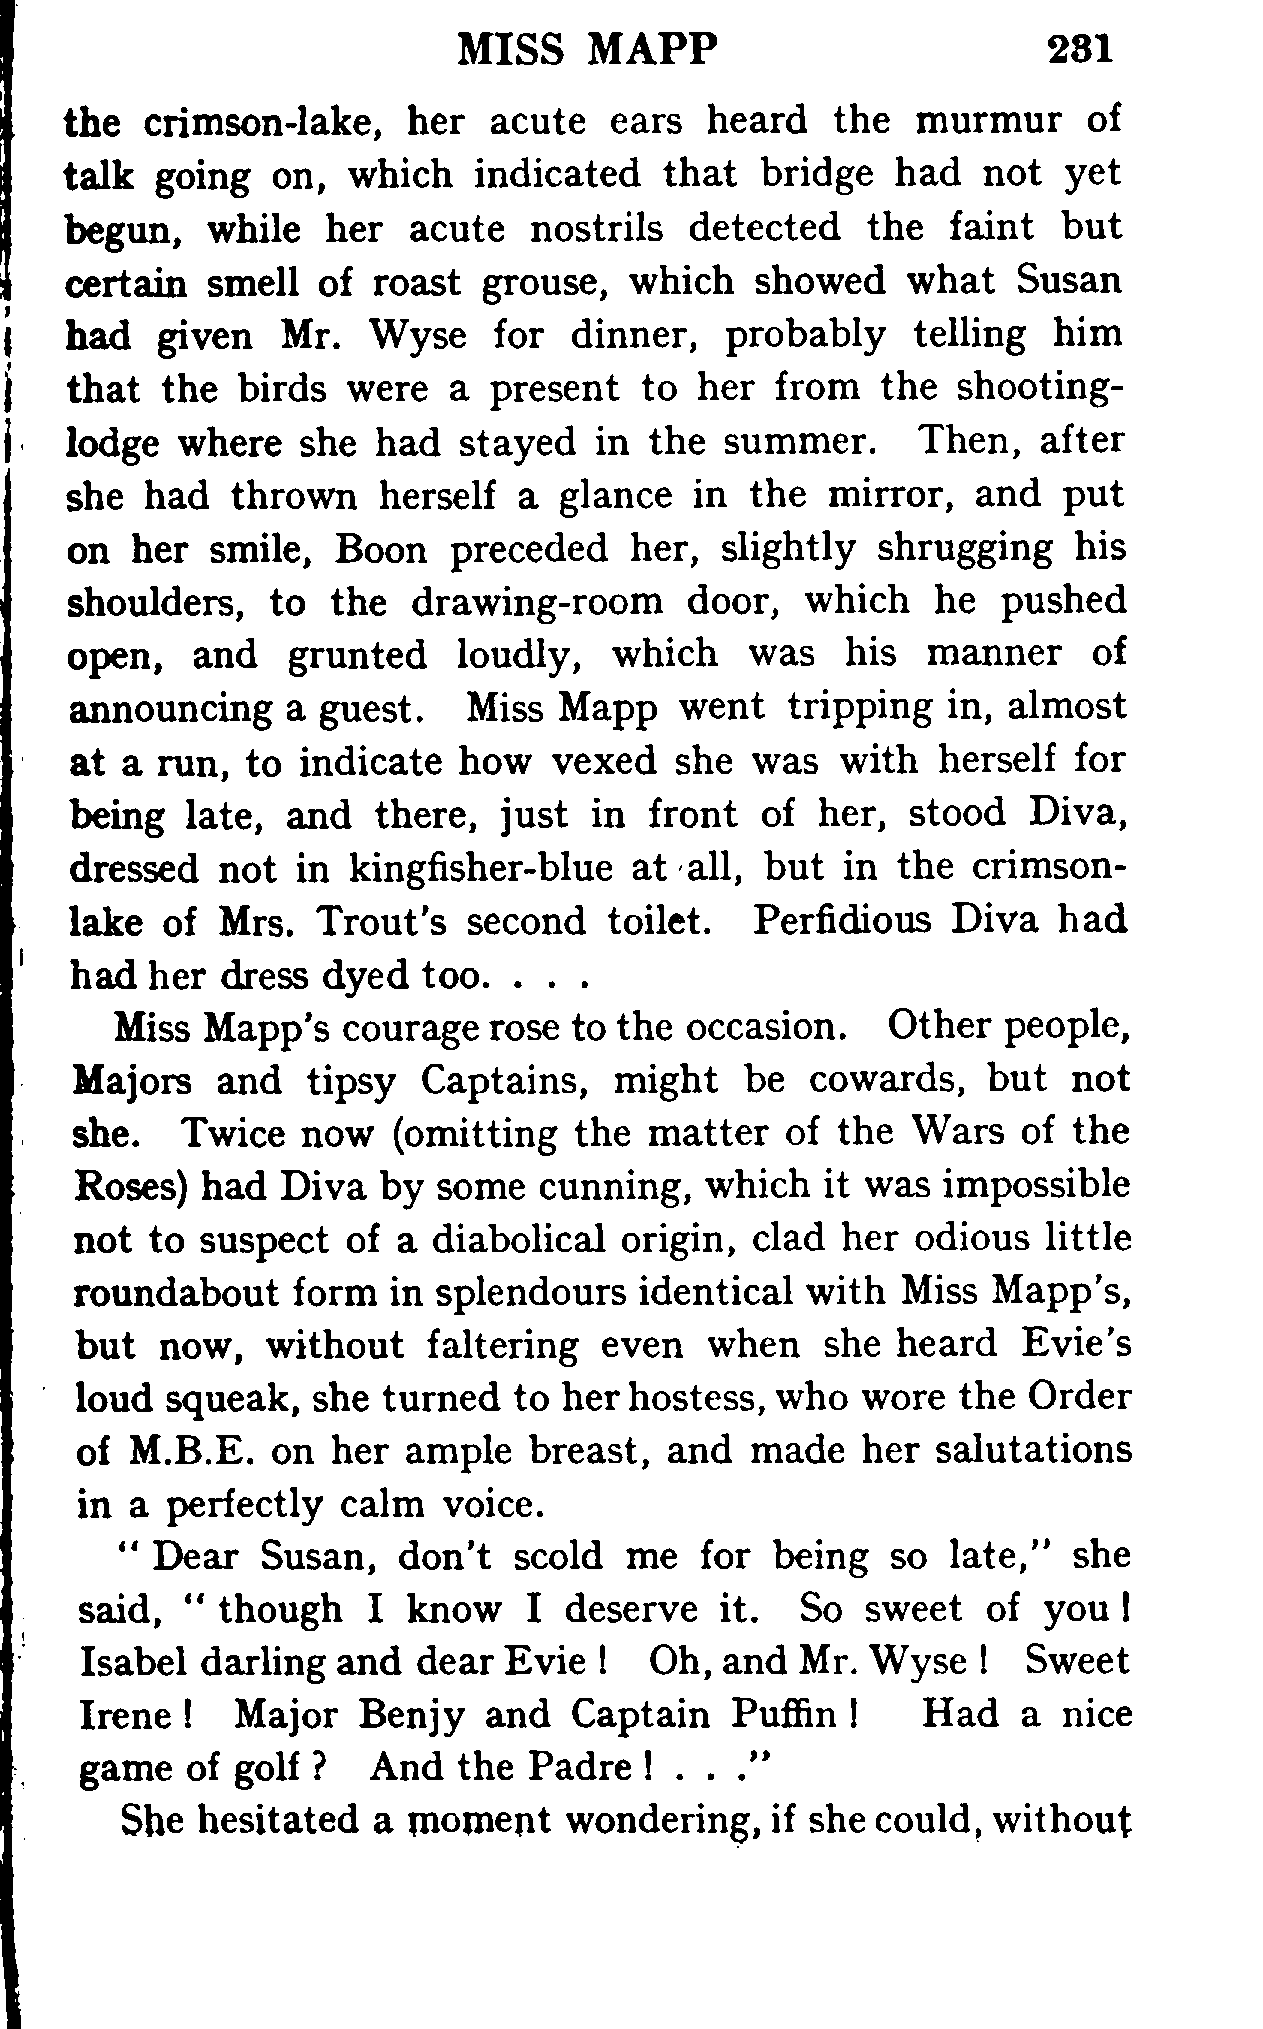 MISS MAPP 231
the crimson-lake, her acute ears heard the murmur of
talk going on, which indicated that bridge had not yet
begun, while her acute nostrils detected the faint but
certain smell of roast grouse, which showed what Susan
had given Mr. Wyse for dinner, probably telling him
that the birds were a present to her from the shooting-
lodge where she had stayed in the summer. Then, after
she had thrown herself a glance in the mirror, and put
on her smile, Boon preceded her, slightly shrugging his
shoulders, to the drawing-room door, which he pushed
open, and grunted loudly, which was his manner of
announcing a guest. Miss Mapp went tripping in, almost
at a run, to indicate how vexed she was with herself for
being late, and there, just in front of her, stood Diva,
dressed not in kingfisher-blue at all, but in the crimson-
lake of Mrs. Trout's second toilet. Perfidious Diva had
had her dress dyed too. . . .
Miss Mapp's courage rose to the occasion. Other people,
Majors and tipsy Captains, might be cowards, but not
she. Twice now (omitting the matter of the Wars of the
Roses) had Diva by some cunning, which it was impossible
not to suspect of a diabolical origin, clad her odious little
roundabout form in splendours identical with Miss Mapp's,
but now, without faltering even when she heard Evie's
loud squeak, she turned to her hostess, who wore the Order
of M.B.E. on her ample breast, and made her salutations
in a perfectly calm voice.
" Dear Susan, don't scold me for being so late," she
said, " though I know I deserve it. So sweet of you !
Isabel darling and dear Evie ! Oh, and Mr. Wyse ! Sweet
Irene ! Major Benjy and Captain Puffin ! Had a nice
game of golf ? And the Padre ! . . ."
She hesitated a moment wondering, if she could, without